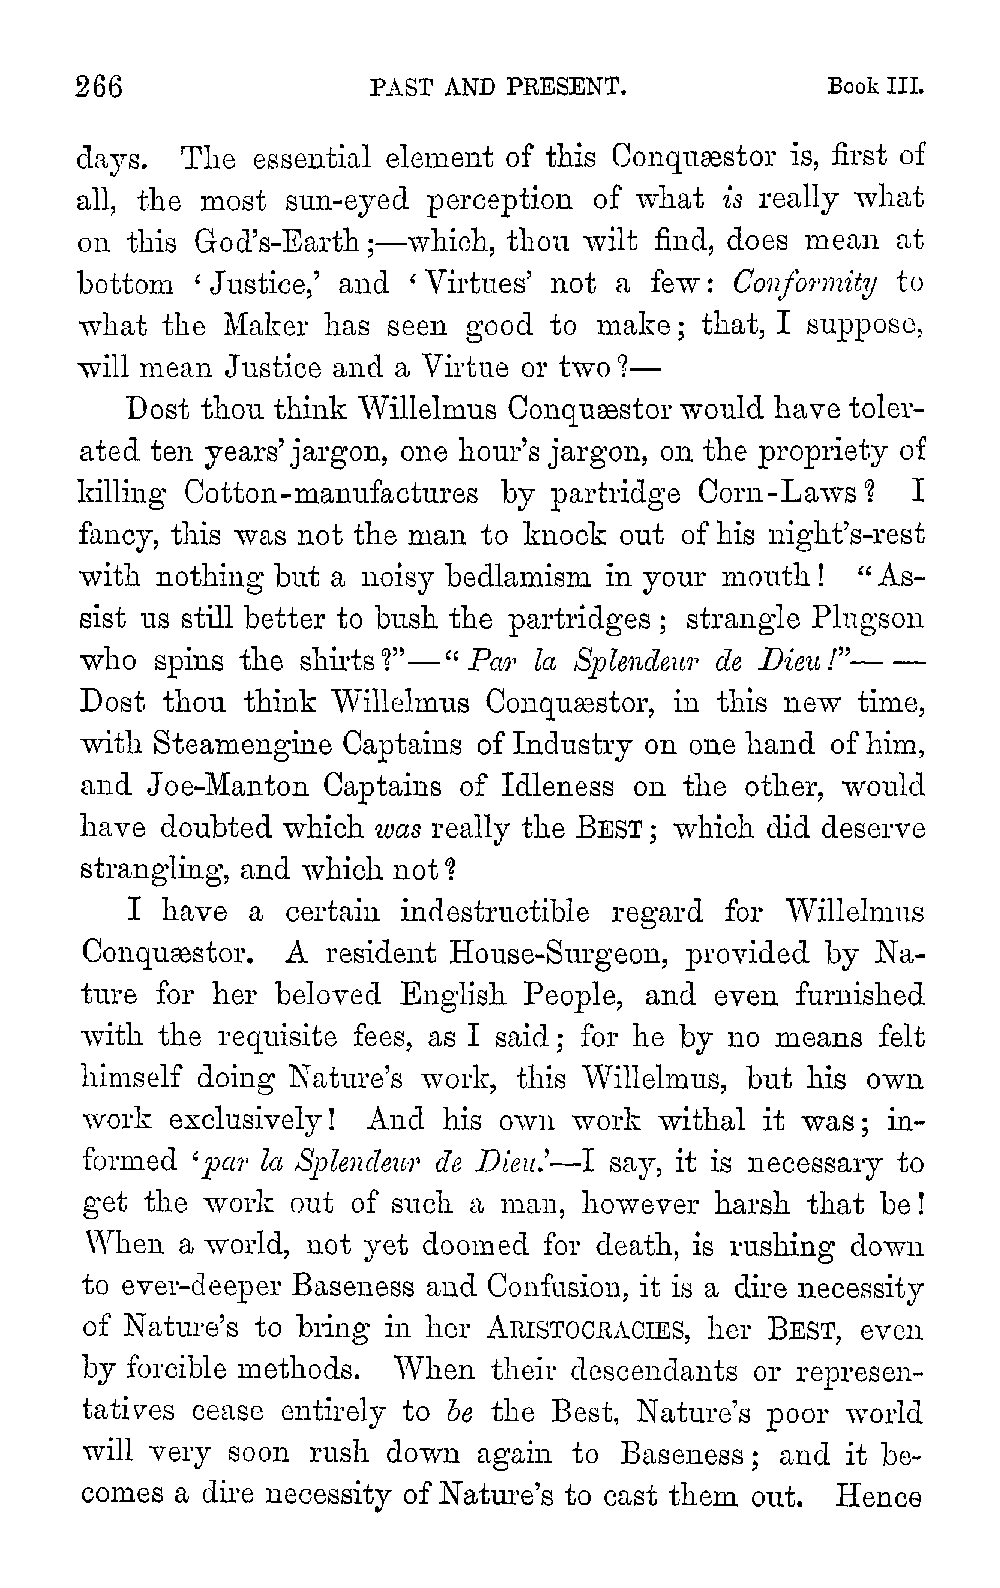 266 PAST AND PRESENT. Book III.
days. The essential element of this Conquæstor is, first of
all, the most sun-eyed perception of what is really what
on this God's-Earth;—which, thou wilt find, does mean at
bottom ‘Justice,’ and ‘Virtues’ not a few: Conformity to
what the Maker has seen good to make; that, I suppose,
will mean Justice and a Virtue or two?—
Dost thou think Willelmus Conquæstor would have toler-
ated ten years’ jargon, one hour’s jargon, on the propriety of
killing Cotton-manufactures by partridge Corn-Laws? I
fancy, this was not the man to knock out of his night’s-rest
with nothing but a noisy bedlamism in your mouth! “As-
sist us still better to bush the partridges; strangle Plugson
who spins the shirts?”—“Par la Splendeur de Dieu!”— —
Dost thou think Willelmus Conquæstor, in this new time,
with Steamengine Captains of Industry on one hand of him,
and Joe-Manton Captains of Idleness on the other, would
have doubted which was really the BEST; which did deserve
strangling, and which not?
I have a certain indestructible regard for Willelmus
Conquæstor. A resident House-Surgeon, provided by Na-
ture for her beloved English People, and even furnished
with the requisite fees, as I said; for he by no means felt
himself doing Nature’s work, this Willelmus, but his own
work exclusively! And his own work withal it was; in-
formed ‘par la Splendeur de Dieu.’—I say, it is necessary to
get the work out of such a man, however harsh that be!
When a world, not yet doomed for death, is rushing down
to ever-deeper Baseness and Confusion, it is a dire necessity
of Nature’s to bring in her ARISTOCRACIES, her BEST, even
by forcible methods. When their descendants or represen-
tatives cease entirely to be the Best, Nature’s poor world
will very soon rush down again to Baseness; and it be-
comes a dire necessity of Nature’s to cast them out. Hence